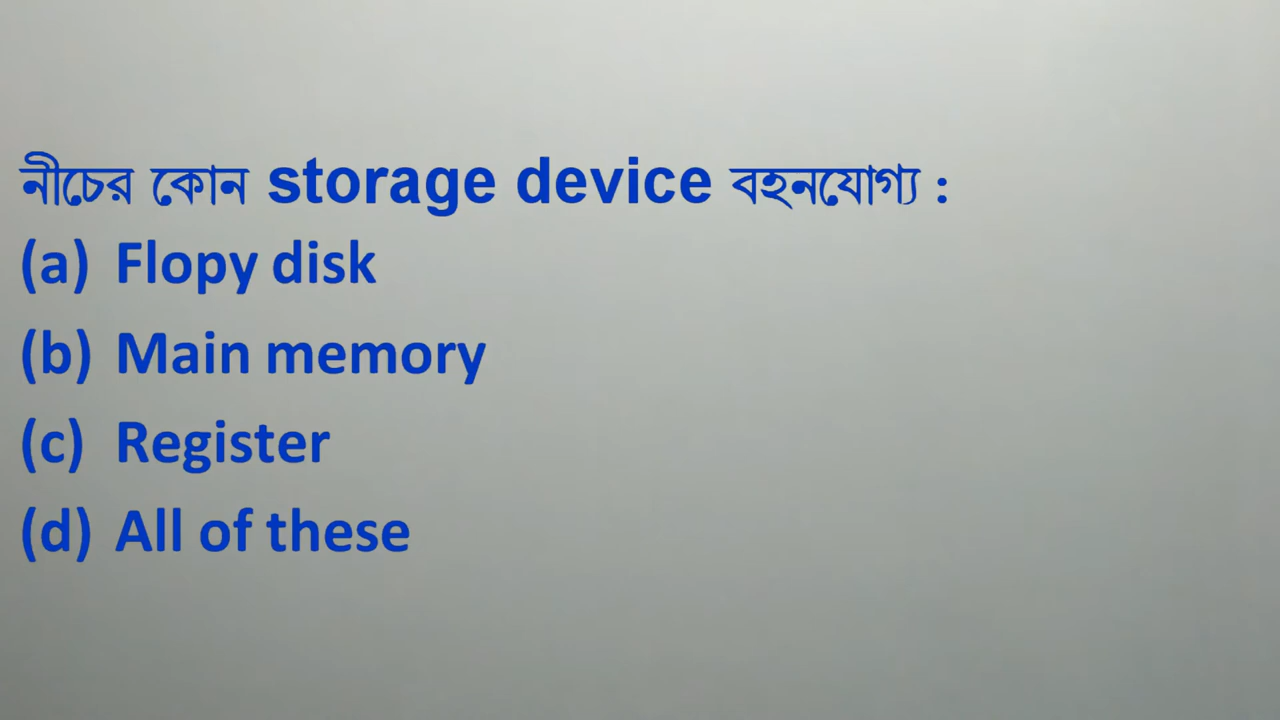 নীচের কোন storage device বহনযোগ্য :
(a) Flopy disk
(b) Main memory
(c) Register
(d) All of these